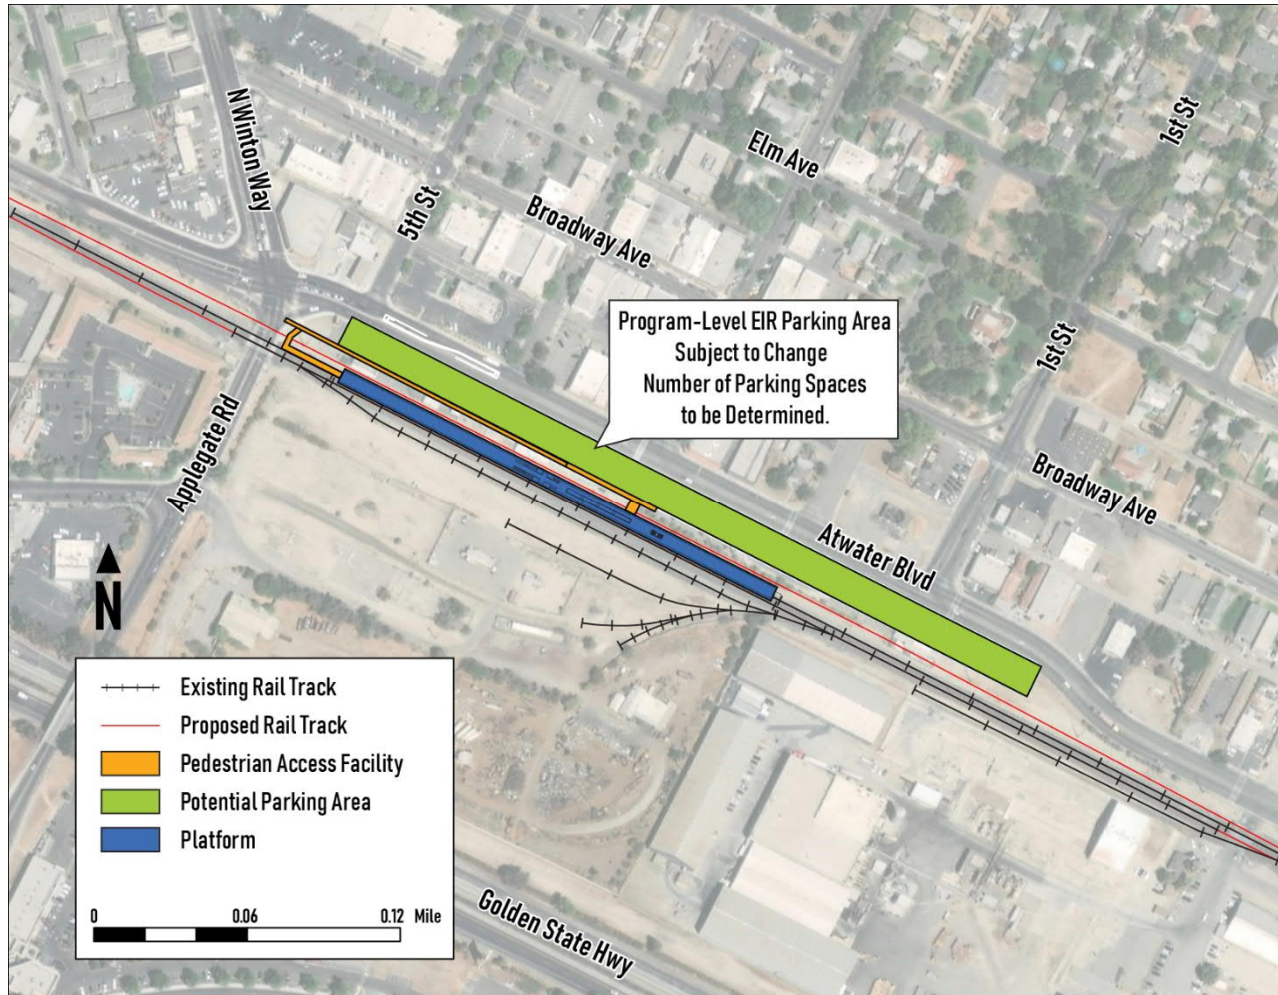 N Winton Way
5th St
Broadway Ave
Elm Ave
1st St
Program-Level EIR Parking Area
Subject to Change
Number of Parking Spaces
to be Determined.
1st St
Applegate Rd
Broadway Ave
Atwater Blvd
N
Existing Rail Track
Proposed Rail Track
Pedestrian Access Facility
Potential Parking Area
Platform
0 0.06 0.12 Mile
Golden State Hwy